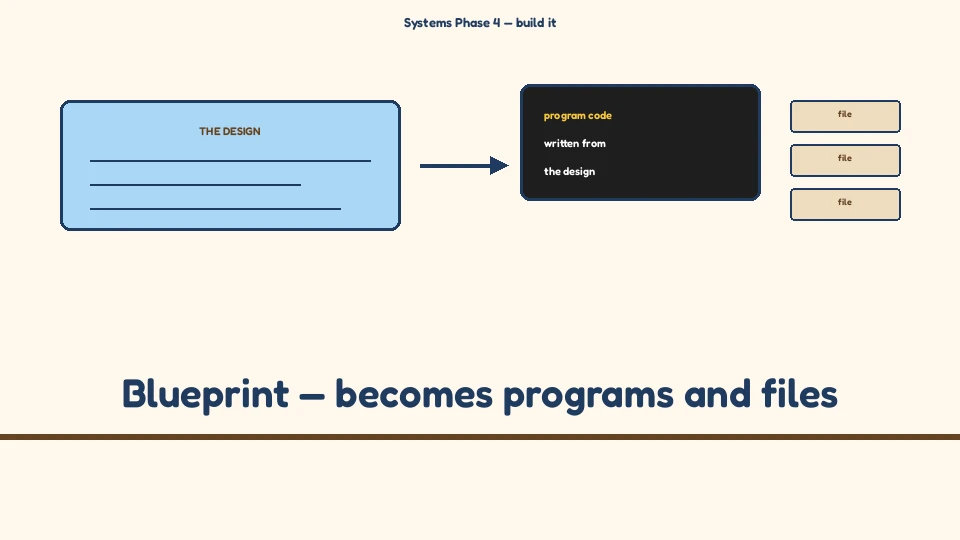 Systems Phase 4 — build it
THE DESIGN
program code
written from
the design
file
file
file
Blueprint — becomes programs and files